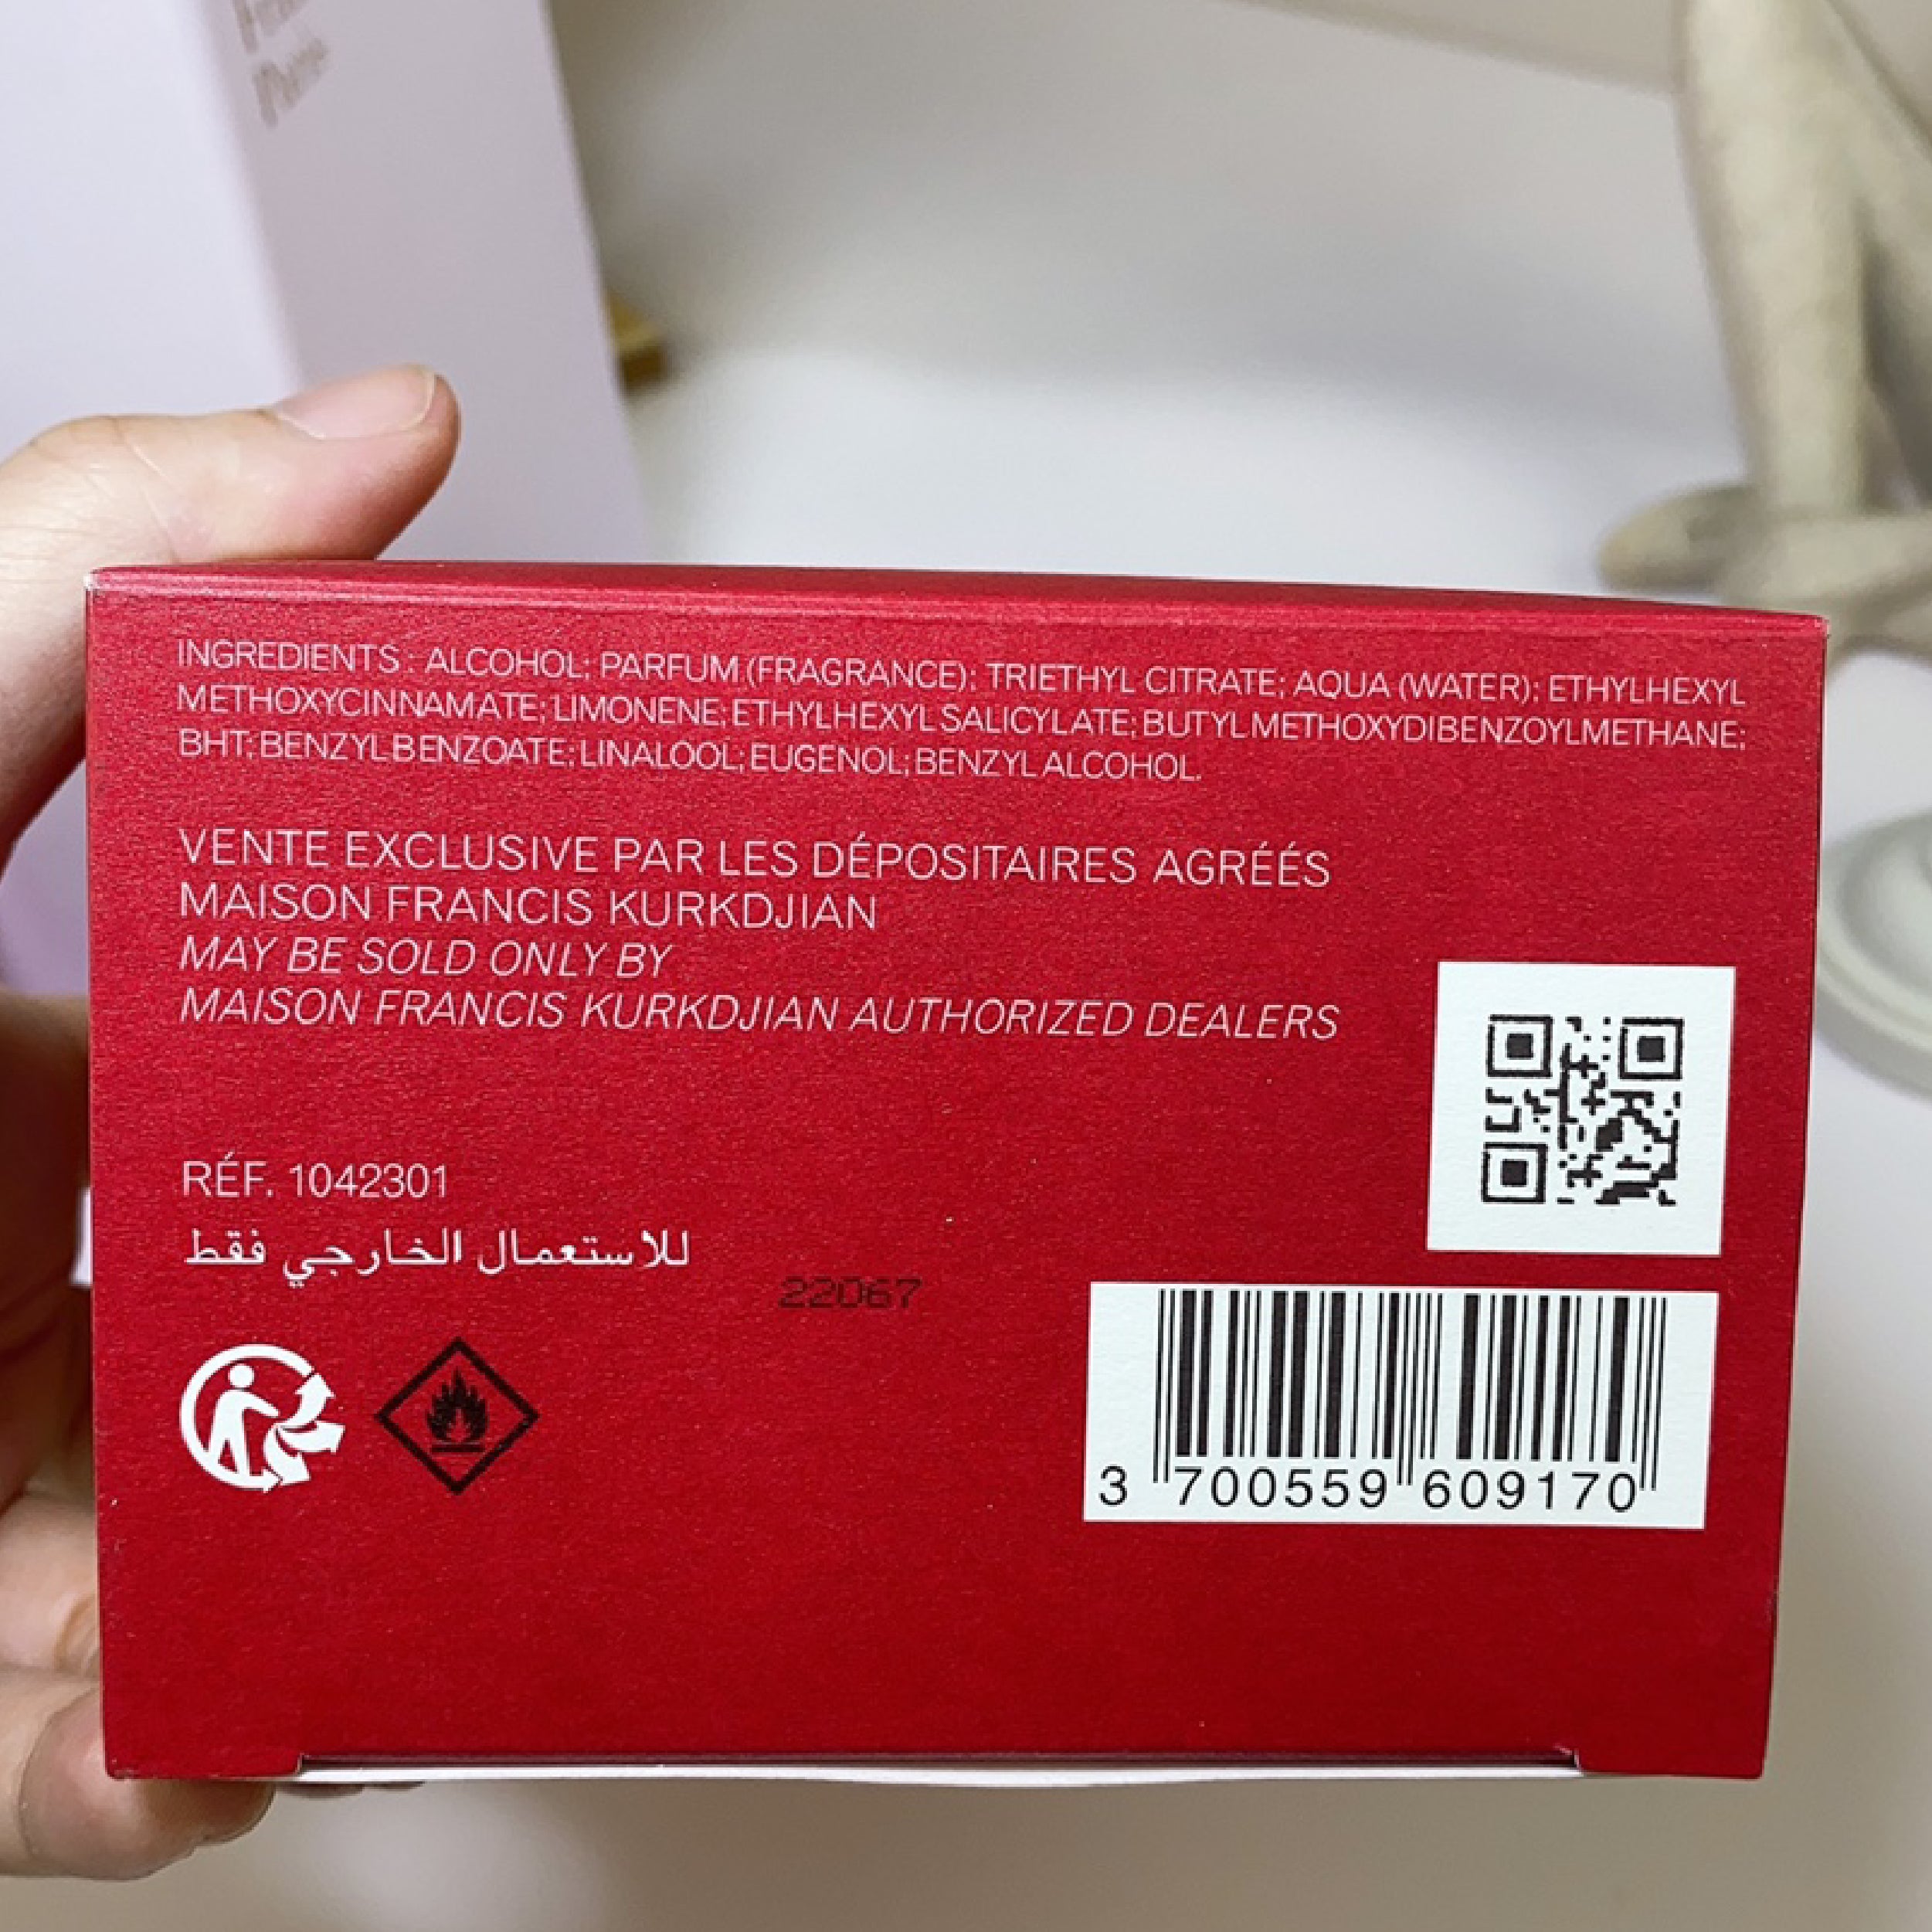 INGREDIENTS : ALCOHOL; PARFUM (FRAGRANCE); TRIETHYL CITRATE; AQUA (WATER); ETHYLHEXYL
METHOXYCINNAMATE; LIMONENE; ETHYLHEXYL SALICYLATE; BUTYL METHOXYDIBENZOYLMETHANE;
BHT; BENZYL BENZOATE; LINALOOL; EUGENOL; BENZYL ALCOHOL.
VENTE EXCLUSIVE PAR LES DÉPOSITAIRES AGRÉÉS
MAISON FRANCIS KURKDJIAN
MAY BE SOLD ONLY BY
MAISON FRANCIS KURKDJIAN AUTHORIZED DEALERS
RÉF. 1042301
للاستعمال الخارجي فقط
22067
3 700559 609170